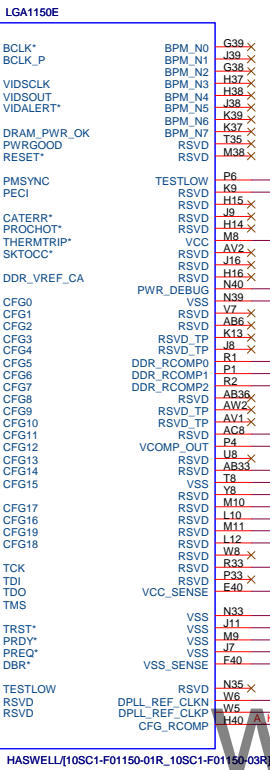 LGA1150E
BCLK* BPM_N0 G39
BCLK_P BPM_N1 J39
BPM_N2 G38
VIDSCLK BPM_N3 H37
VIDSOUT BPM_N4 H38
VIDALERT* BPM_N5 J38
BPM_N6 K39
DRAM_PWR_OK BPM_N7 K37
PWRGOOD RSVD T35
RESET* RSVD M38
PMSYNC TESTLOW P6
PECI RSVD K9
RSVD H15
CATERR* RSVD J9
PROCHOT* RSVD H14
THERMTRIP* VCC M8
SKTOCC* RSVD AV2
RSVD J16
DDR_VREF_CA RSVD H16
PWR_DEBUG N40
CFG0 VSS N39
CFG1 RSVD V7
CFG2 RSVD AB6
CFG3 RSVD_TP K13
CFG4 RSVD_TP J8
CFG5 DDR_RCOMP0 R1
CFG6 DDR_RCOMP1 P1
CFG7 DDR_RCOMP2 R2
CFG8 RSVD AB36
CFG9 RSVD_TP AW2
CFG10 RSVD_TP AV1
CFG11 RSVD AC8
CFG12 VCOMP_OUT P4
CFG13 RSVD U8
CFG14 RSVD AB33
CFG15 VSS T8
RSVD Y8
CFG17 RSVD M10
CFG16 RSVD L10
CFG19 RSVD M11
CFG18 RSVD L12
RSVD W8
TCK RSVD R33
TDI RSVD P33
TDO VCC_SENSE E40
TMS
VSS N33
TRST* VSS J11
PRDY* VSS M9
PREQ* VSS J7
DBR* VSS_SENSE F40
TESTLOW RSVD N35
RSVD DPLL_REF_CLKN W6
RSVD DPLL_REF_CLKP W5
CFG_RCOMP H40
HASWELL/[10SC1-F01150-01R_10SC1-F01150-03R]